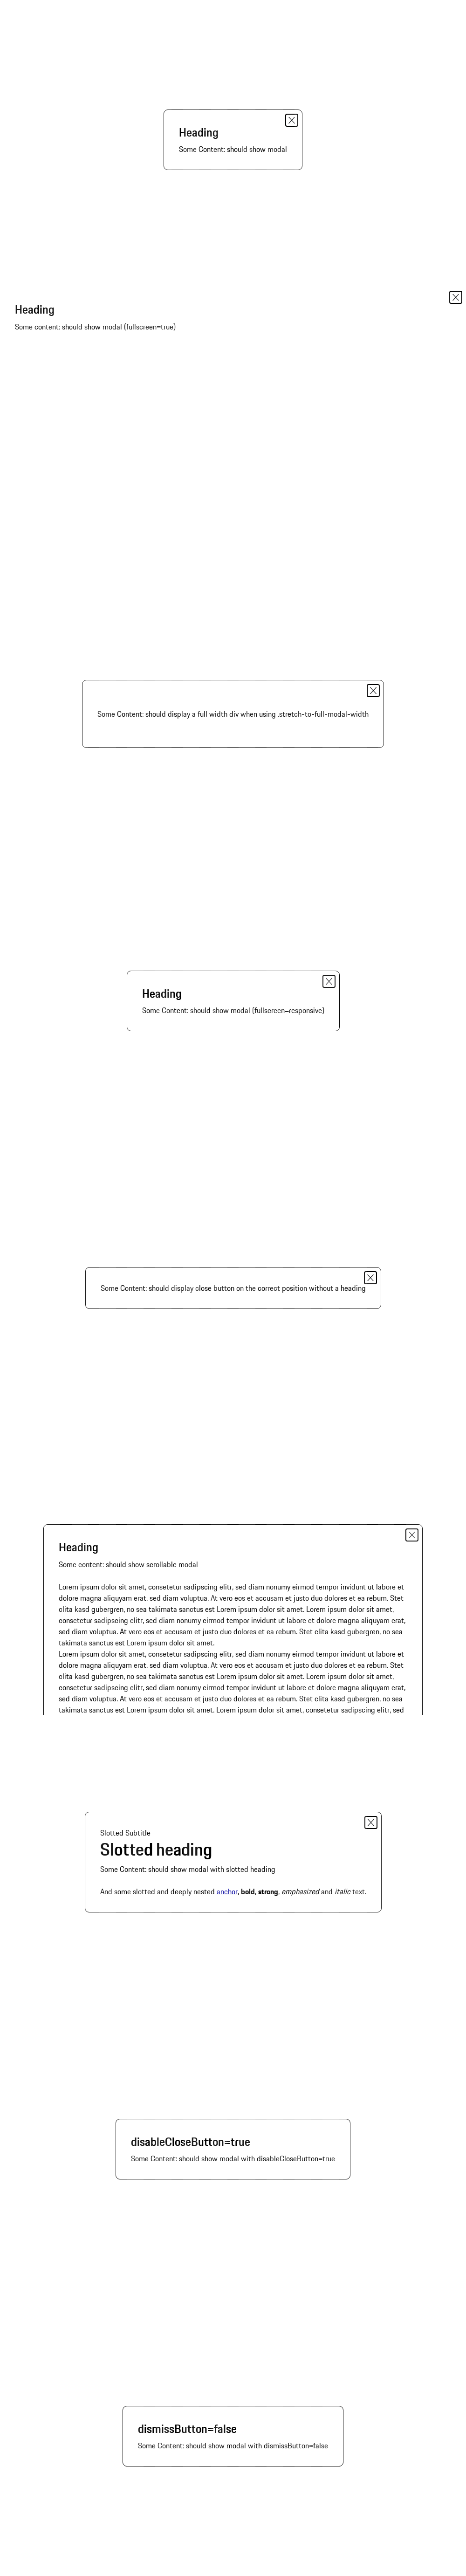 Heading
Some Content: should show modal
Heading
Some content: should show modal (fullscreen=true)
Some Content: should display a full width div when using .stretch-to-full-modal-width
Heading
Some Content: should show modal (fullscreen=responsive)
Some Content: should display close button on the correct position without a heading
Heading
Some content: should show scrollable modal
Lorem ipsum dolor sit amet, consetetur sadipscing elitr, sed diam nonumy eirmod tempor invidunt ut labore et
dolore magna aliquyam erat, sed diam voluptua. At vero eos et accusam et justo duo dolores et ea rebum. Stet
clita kasd gubergren, no sea takimata sanctus est Lorem ipsum dolor sit amet. Lorem ipsum dolor sit amet,
consetetur sadipscing elitr, sed diam nonumy eirmod tempor invidunt ut labore et dolore magna aliquyam erat,
sed diam voluptua. At vero eos et accusam et justo duo dolores et ea rebum. Stet clita kasd gubergren, no sea
takimata sanctus est Lorem ipsum dolor sit amet.
Lorem ipsum dolor sit amet, consetetur sadipscing elitr, sed diam nonumy eirmod tempor invidunt ut labore et
dolore magna aliquyam erat, sed diam voluptua. At vero eos et accusam et justo duo dolores et ea rebum. Stet
clita kasd gubergren, no sea takimata sanctus est Lorem ipsum dolor sit amet. Lorem ipsum dolor sit amet,
consetetur sadipscing elitr, sed diam nonumy eirmod tempor invidunt ut labore et dolore magna aliquyam erat,
sed diam voluptua. At vero eos et accusam et justo duo dolores et ea rebum. Stet clita kasd gubergren, no sea
takimata sanctus est Lorem ipsum dolor sit amet. Lorem ipsum dolor sit amet, consetetur sadipscing elitr, sed
Slotted Subtitle
Slotted heading
Some Content: should show modal with slotted heading
And some slotted and deeply nested anchor, bold, strong, emphasized and italic text.
disableCloseButton=true
Some Content: should show modal with disableCloseButton=true
dismissButton=false
Some Content: should show modal with dismissButton=false